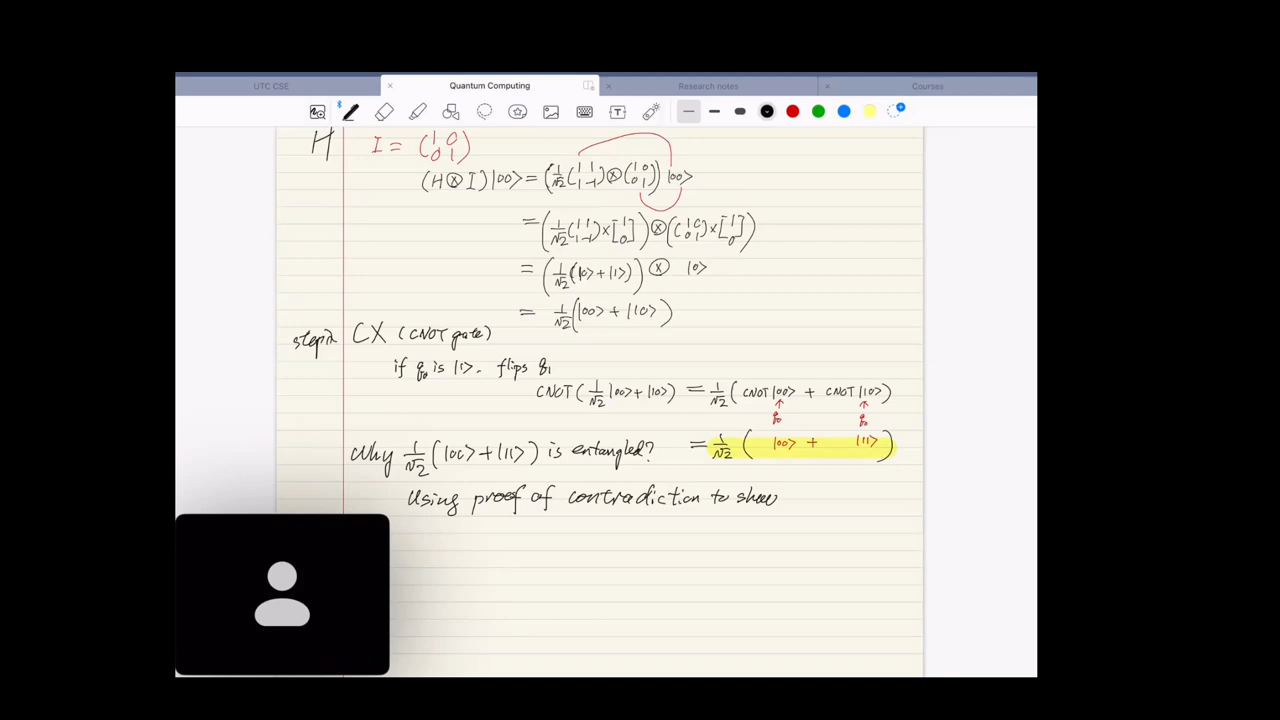 UTC CSE Quantum Computing Research notes Courses
H I = (1 0 0 1)
(H⊗I)|00> = (1/√2 (1 1 1 -1) ⊗ (1 0 0 1)) |00>
= (1/√2 (1 1 1 -1) × [1 0]) ⊗ ((1 0 0 1) × [1 0])
= (1/√2 (|0> + |1>)) ⊗ |0>
= 1/√2 (|00> + |10>)
step2 CX (CNOT gate)
if q0 is |1>. flips q1
CNOT(1/√2 |00> + |10>) = 1/√2 (CNOT|00> + CNOT|10>)
↑ ↑
q0 q0
Why 1/√2 (|00> + |11>) is entangled? = 1/√2 ( |00> + |11> )
Using proof of contradiction to show